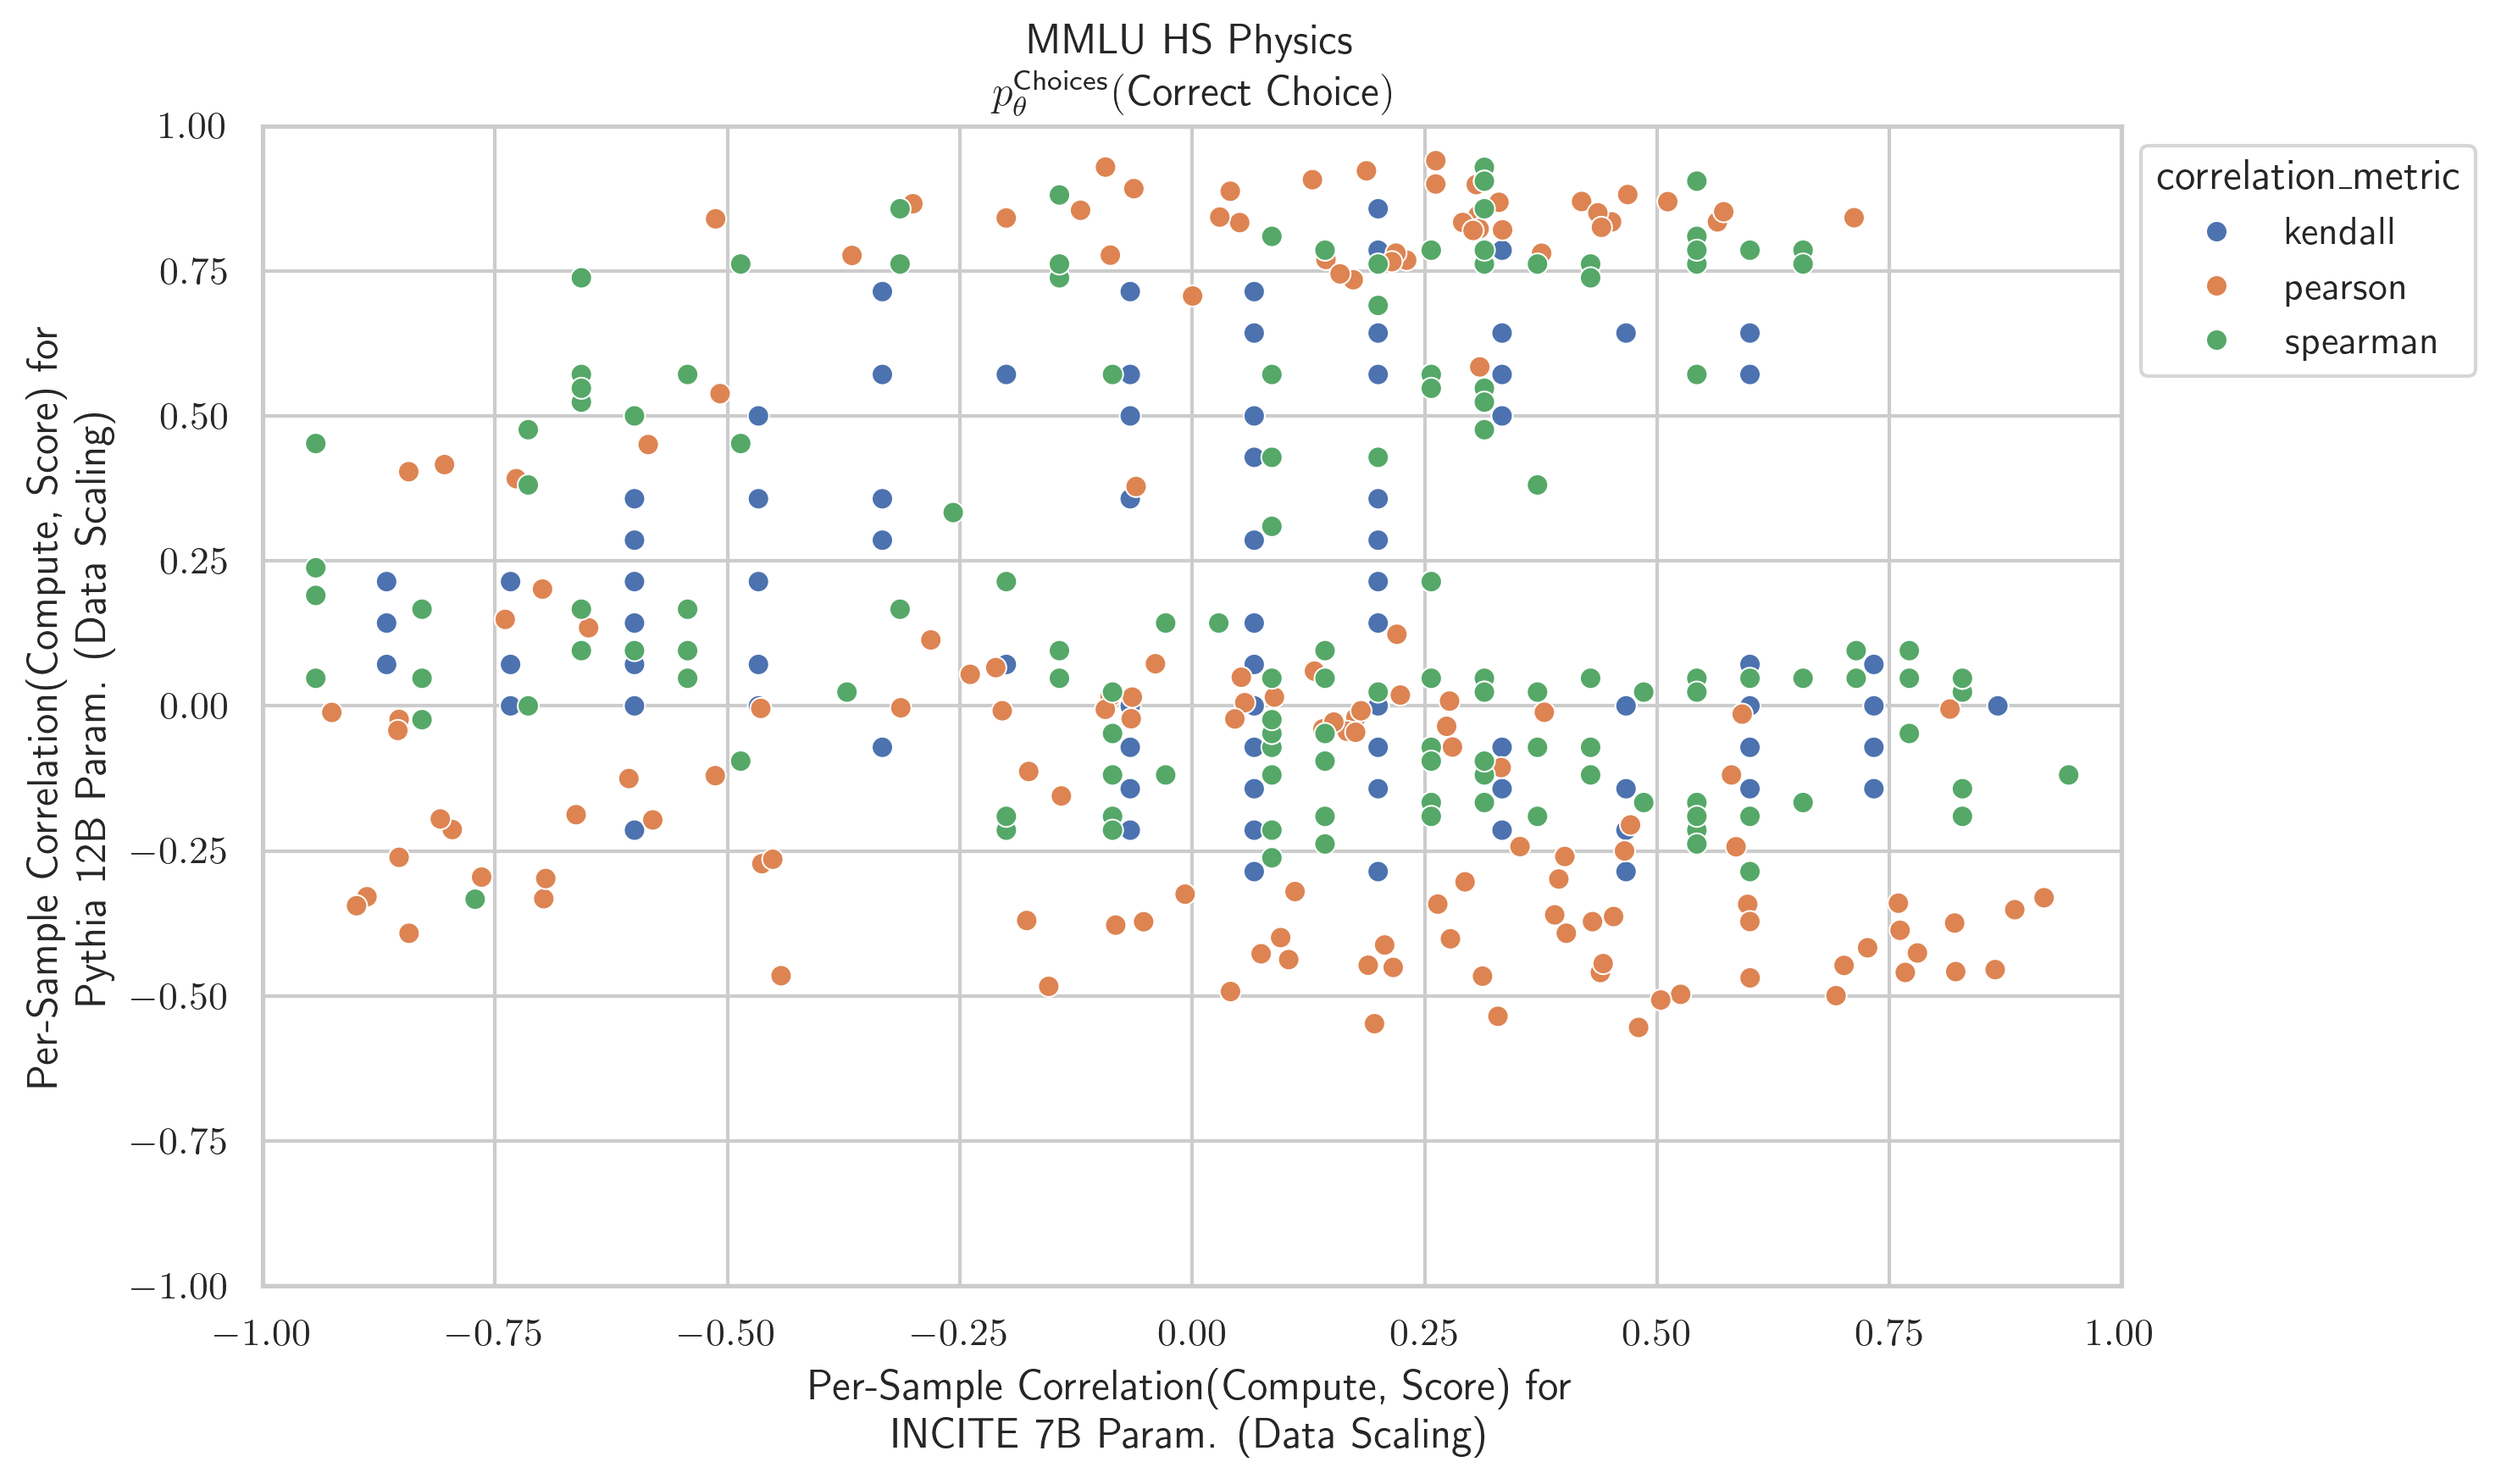 MMLU HS Physics
pθChoices(Correct Choice)
1.00
0.75
0.50
0.25
0.00
−0.25
−0.50
−0.75
−1.00
Per-Sample Correlation(Compute, Score) for
Pythia 12B Param. (Data Scaling)
−1.00 −0.75 −0.50 −0.25 0.00 0.25 0.50 0.75 1.00
Per-Sample Correlation(Compute, Score) for
INCITE 7B Param. (Data Scaling)
correlation_metric
kendall
pearson
spearman